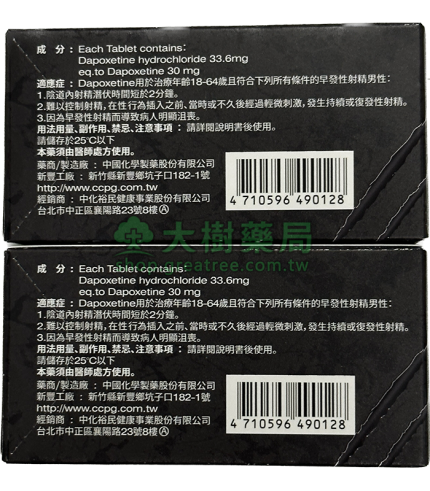 成　分：Each Tablet contains:
Dapoxetine hydrochloride 33.6mg
eq.to Dapoxetine 30 mg
適應症：Dapoxetine用於治療年齡18-64歲且符合下列所有條件的早發性射精男性：
1.陰道內射精潛伏時間短於2分鐘。
2.難以控制射精，在性行為插入之前、當時或不久後經過輕微刺激，發生持續或復發性射精。
3.因為早發性射精而導致病人明顯沮喪。
用法用量、副作用、禁忌、注意事項：請詳閱說明書後使用。
請儲存於25℃以下
本藥須由醫師處方使用。
藥商/製造廠：中國化學製藥股份有限公司
新豐工廠：新竹縣新豐鄉坑子口182-1號
http://www.ccpg.com.tw
經銷商：中化裕民健康事業股份有限公司
台北市中正區襄陽路23號8樓Ⓐ
4 710596 490128
大樹藥局
shop.greatree.com.tw
成　分：Each Tablet contains:
Dapoxetine hydrochloride 33.6mg
eq.to Dapoxetine 30 mg
適應症：Dapoxetine用於治療年齡18-64歲且符合下列所有條件的早發性射精男性：
1.陰道內射精潛伏時間短於2分鐘。
2.難以控制射精，在性行為插入之前、當時或不久後經過輕微刺激，發生持續或復發性射精。
3.因為早發性射精而導致病人明顯沮喪。
用法用量、副作用、禁忌、注意事項：請詳閱說明書後使用。
請儲存於25℃以下
本藥須由醫師處方使用。
藥商/製造廠：中國化學製藥股份有限公司
新豐工廠：新竹縣新豐鄉坑子口182-1號
http://www.ccpg.com.tw
經銷商：中化裕民健康事業股份有限公司
台北市中正區襄陽路23號8樓Ⓐ
4 710596 490128